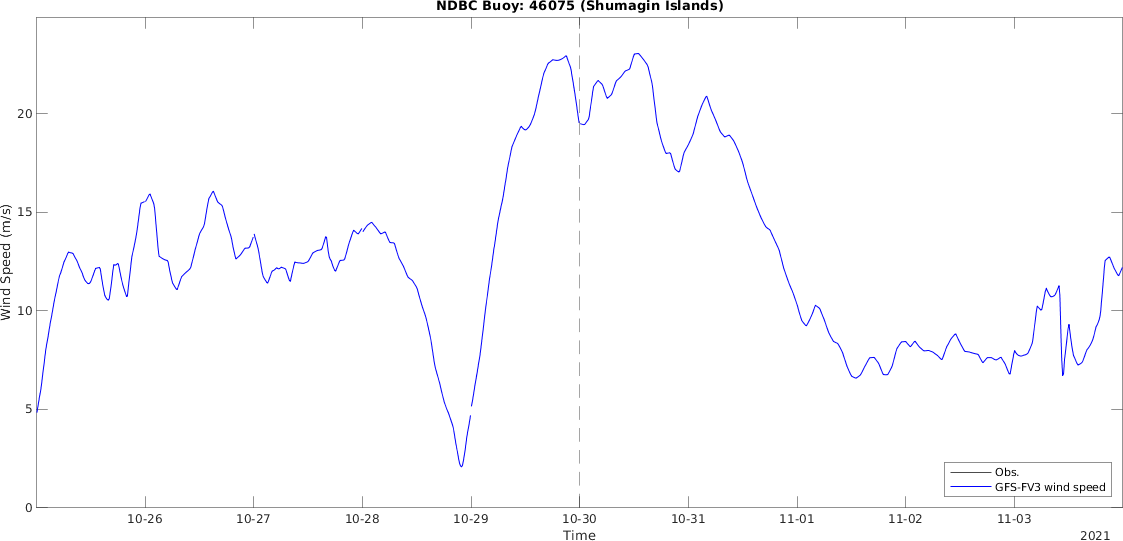 NDBC Buoy: 46075 (Shumagin Islands)
Wind Speed (m/s)
20
15
10
5
0
Obs.
GFS-FV3 wind speed
10-26 10-27 10-28 10-29 10-30 10-31 11-01 11-02 11-03
Time
2021